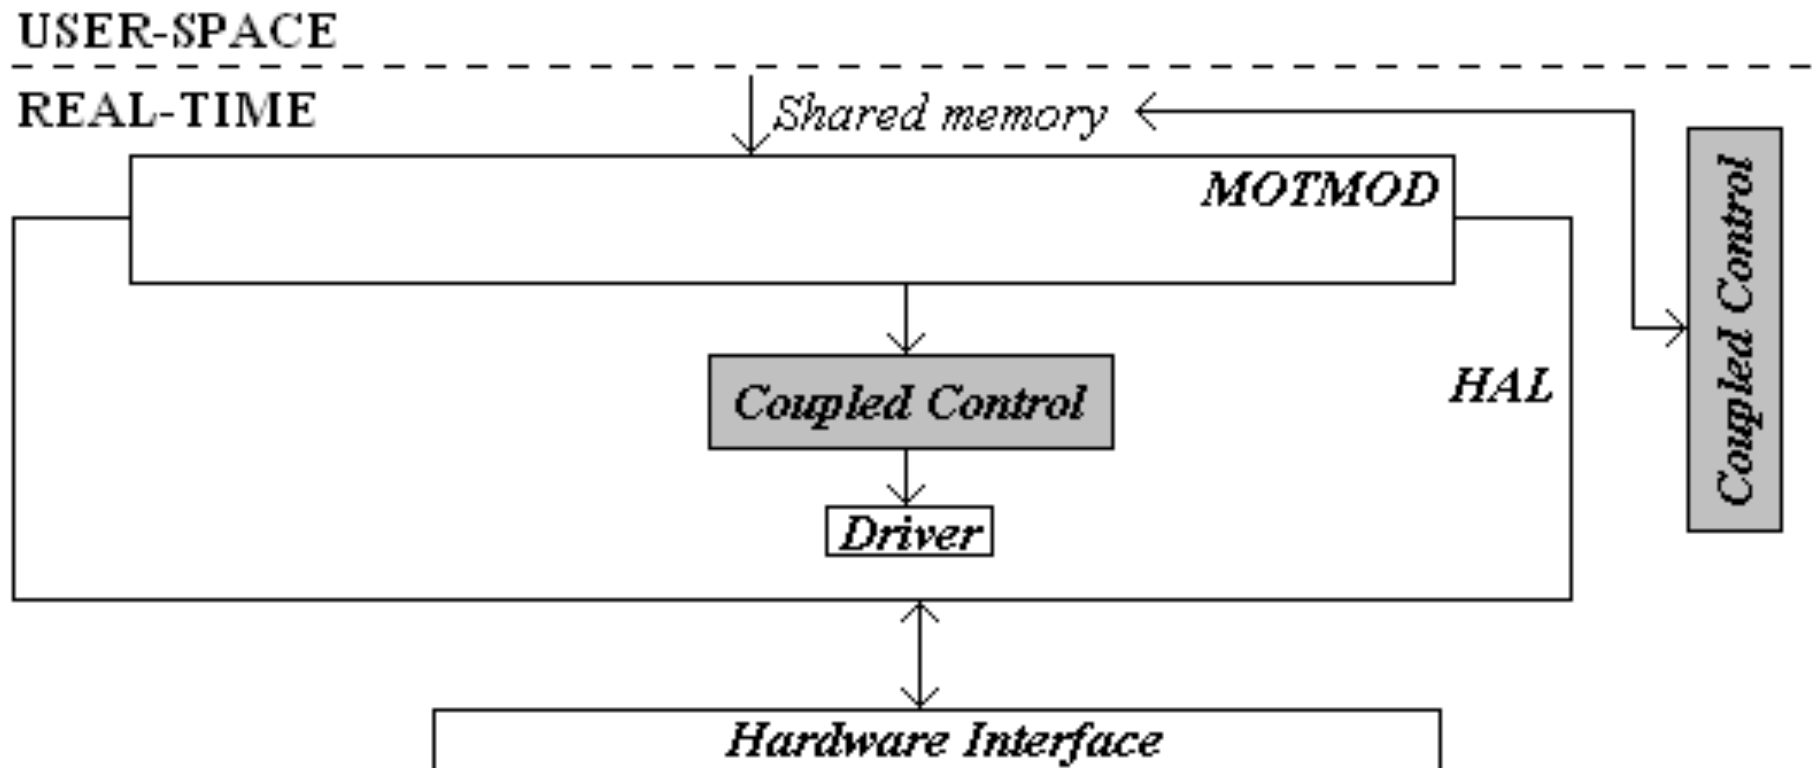 USER-SPACE
REAL-TIME
Shared memory
MOTMOD
Coupled Control
HAL
Coupled Control
Driver
Hardware Interface